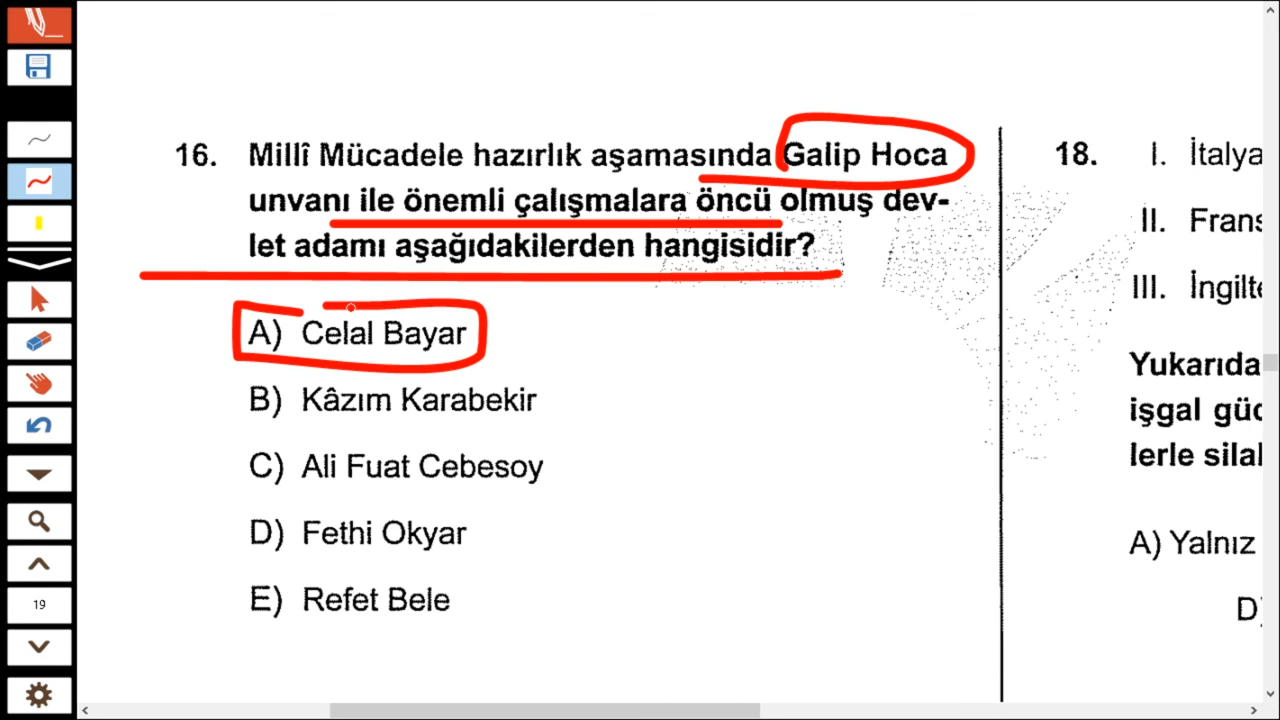 16. Millî Mücadele hazırlık aşamasında Galip Hoca
unvanı ile önemli çalışmalara öncü olmuş dev-
let adamı aşağıdakilerden hangisidir?
A) Celal Bayar
B) Kâzım Karabekir
C) Ali Fuat Cebesoy
D) Fethi Okyar
E) Refet Bele
18. I. İtalya
II. Frans
III. İngilte
Yukarıda
işgal güc
lerle silal
A) Yalnız
D)
19